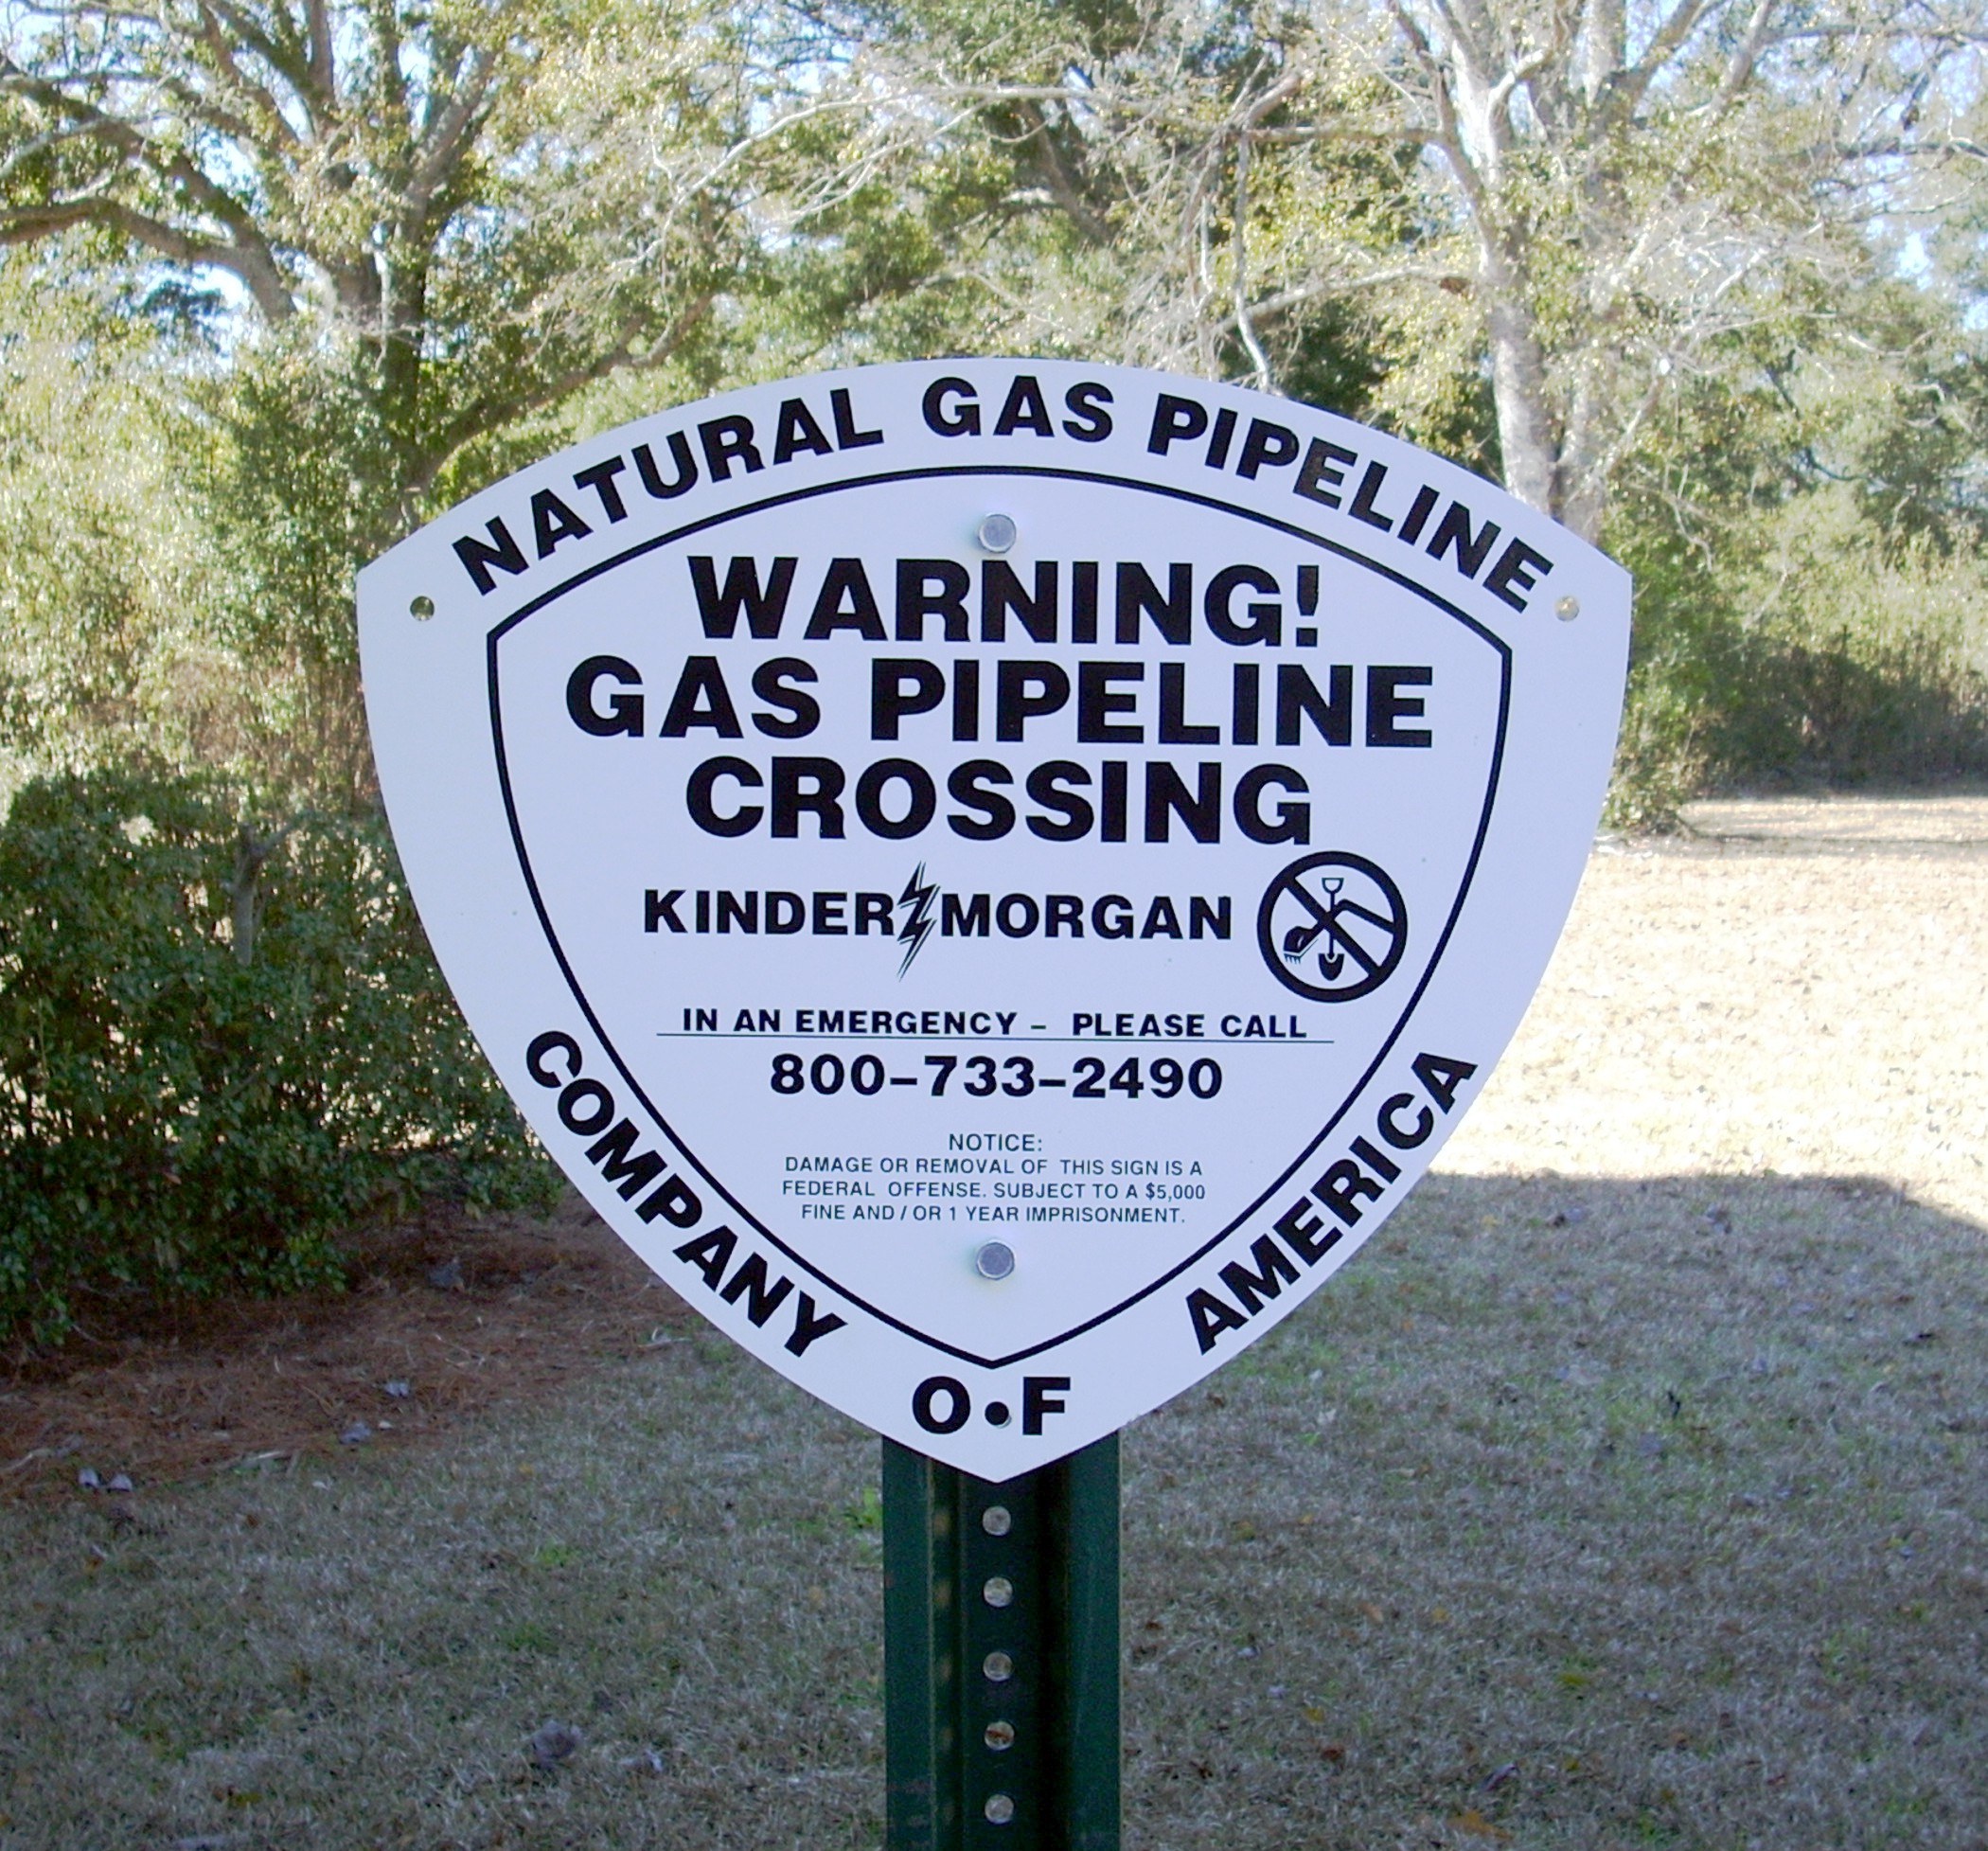 NATURAL GAS PIPELINE
WARNING!
GAS PIPELINE
CROSSING
KINDER MORGAN
IN AN EMERGENCY – PLEASE CALL
800-733-2490
NOTICE:
DAMAGE OR REMOVAL OF THIS SIGN IS A
FEDERAL OFFENSE. SUBJECT TO A $5,000
FINE AND / OR 1 YEAR IMPRISONMENT.
COMPANY
O•F
AMERICA